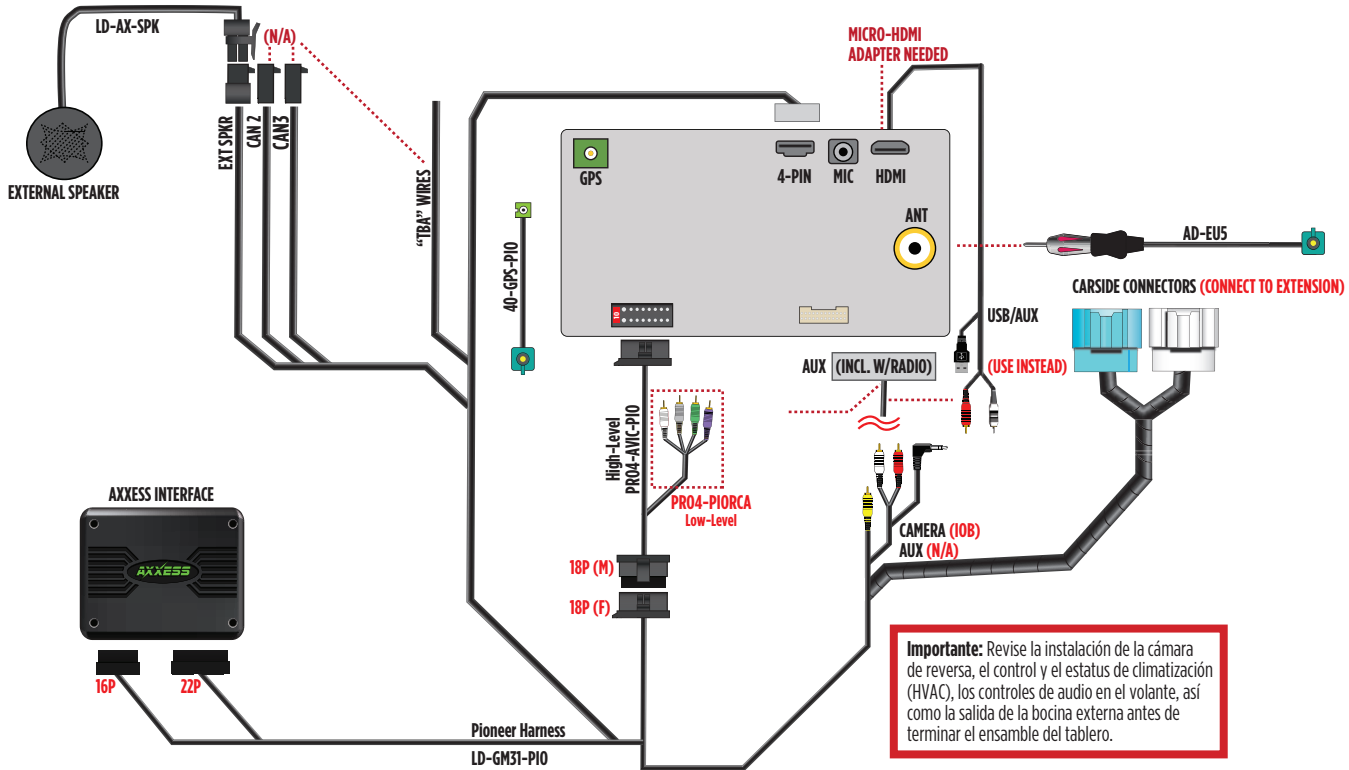 LD-AX-SPK
(N/A)
MICRO-HDMI
ADAPTER NEEDED
EXTERNAL SPEAKER
EXT SPKR
CAN 2
CAN3
"TBA" WIRES
GPS
4-PIN
MIC
HDMI
ANT
10
40-GPS-PIO
AD-EU5
CARSIDE CONNECTORS (CONNECT TO EXTENSION)
USB/AUX
AUX (INCL. W/RADIO)
(USE INSTEAD)
High-Level
PRO4-AVIC-PIO
PRO4-PIORCA
Low-Level
CAMERA (IOB)
AUX (N/A)
18P (M)
18P (F)
AXXESS INTERFACE
AXXESS
16P
22P
Pioneer Harness
LD-GM31-PIO
Importante: Revise la instalación de la cámara
de reversa, el control y el estatus de climatización
(HVAC), los controles de audio en el volante, así
como la salida de la bocina externa antes de
terminar el ensamble del tablero.